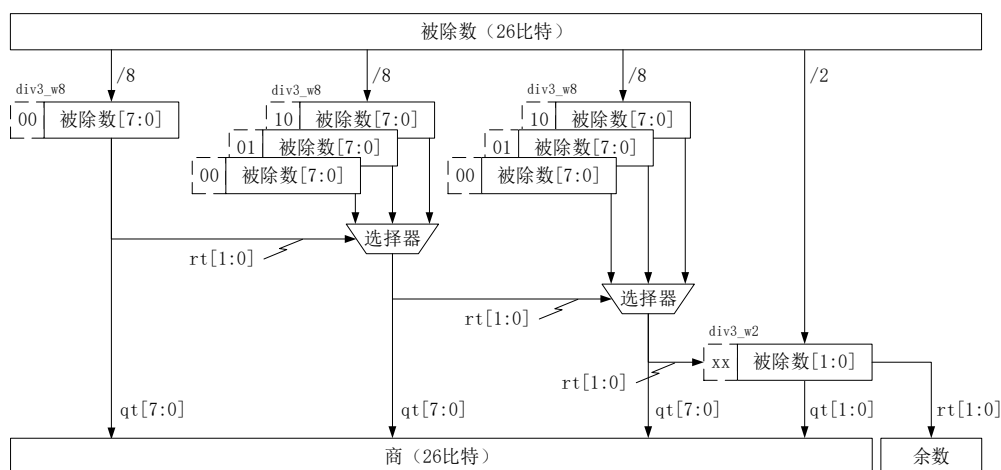 被除数（26比特）
/8
/8
/8
/2
div3_w8
00
被除数[7:0]
div3_w8
10
被除数[7:0]
01
被除数[7:0]
00
被除数[7:0]
div3_w8
10
被除数[7:0]
01
被除数[7:0]
00
被除数[7:0]
选择器
rt[1:0]
选择器
rt[1:0]
div3_w2
xx
被除数[1:0]
rt[1:0]
qt[7:0]
qt[7:0]
qt[7:0]
qt[1:0]
rt[1:0]
商（26比特）
余数